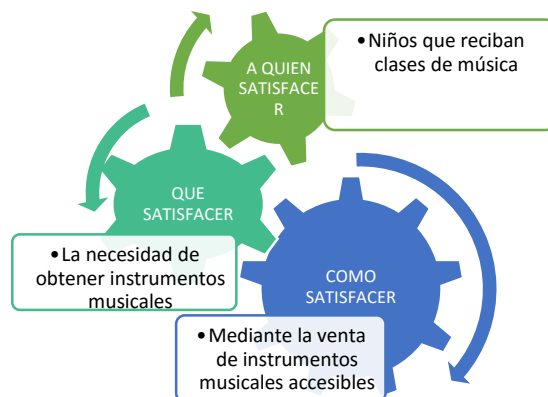 A QUIEN
SATISFACE
R
•Niños que reciban
clases de música
QUE
SATISFACER
•La necesidad de
obtener instrumentos
musicales
COMO
SATISFACER
•Mediante la venta
de instrumentos
musicales accesibles